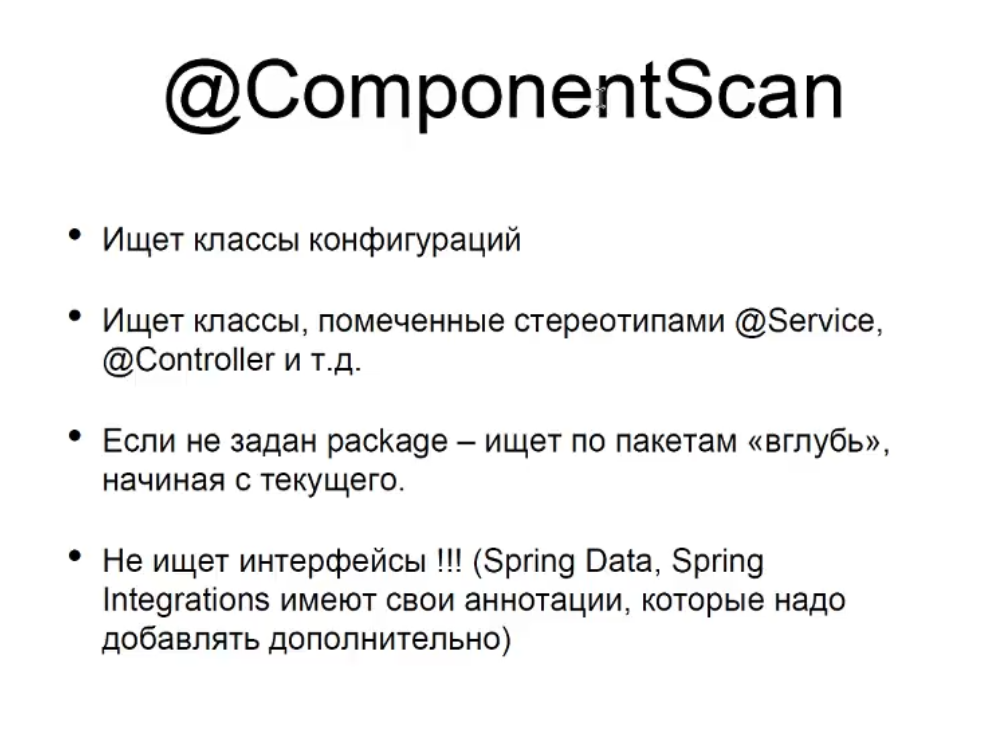 @ComponentScan
• Ищет классы конфигураций
• Ищет классы, помеченные стереотипами @Service,
@Controller и т.д.
• Если не задан package – ищет по пакетам «вглубь»,
начиная с текущего.
• Не ищет интерфейсы !!! (Spring Data, Spring
Integrations имеют свои аннотации, которые надо
добавлять дополнительно)